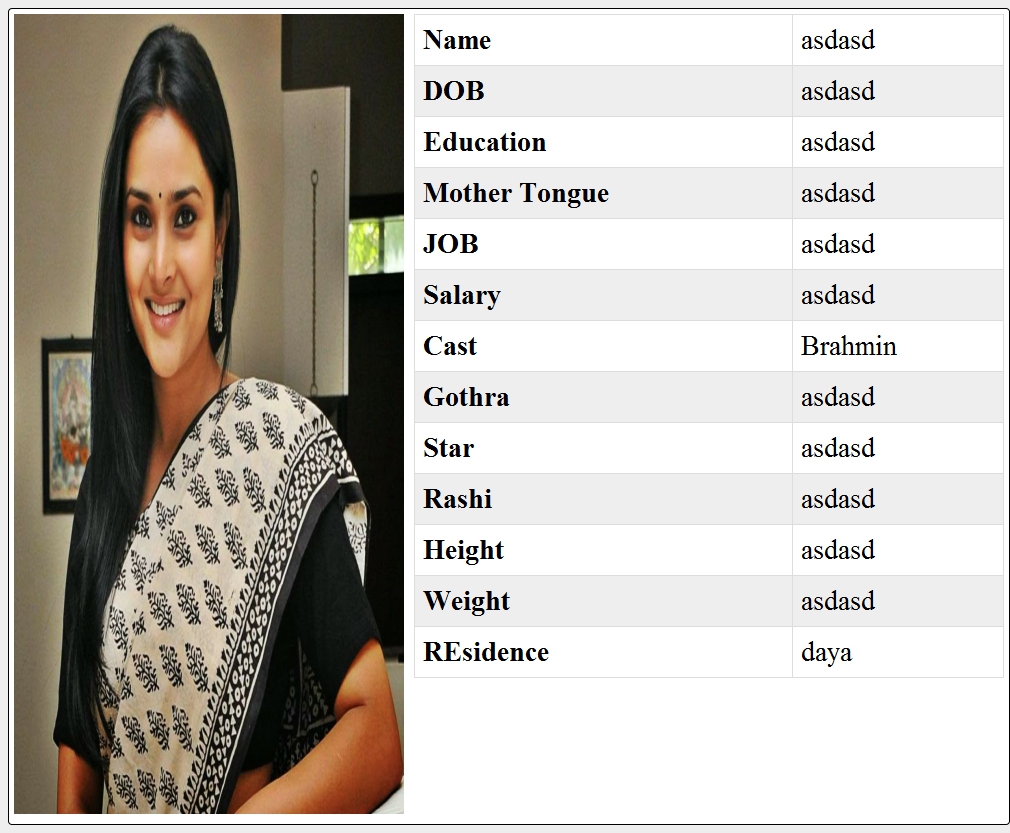 Name asdasd
DOB asdasd
Education asdasd
Mother Tongue asdasd
JOB asdasd
Salary asdasd
Cast Brahmin
Gothra asdasd
Star asdasd
Rashi asdasd
Height asdasd
Weight asdasd
REsidence daya